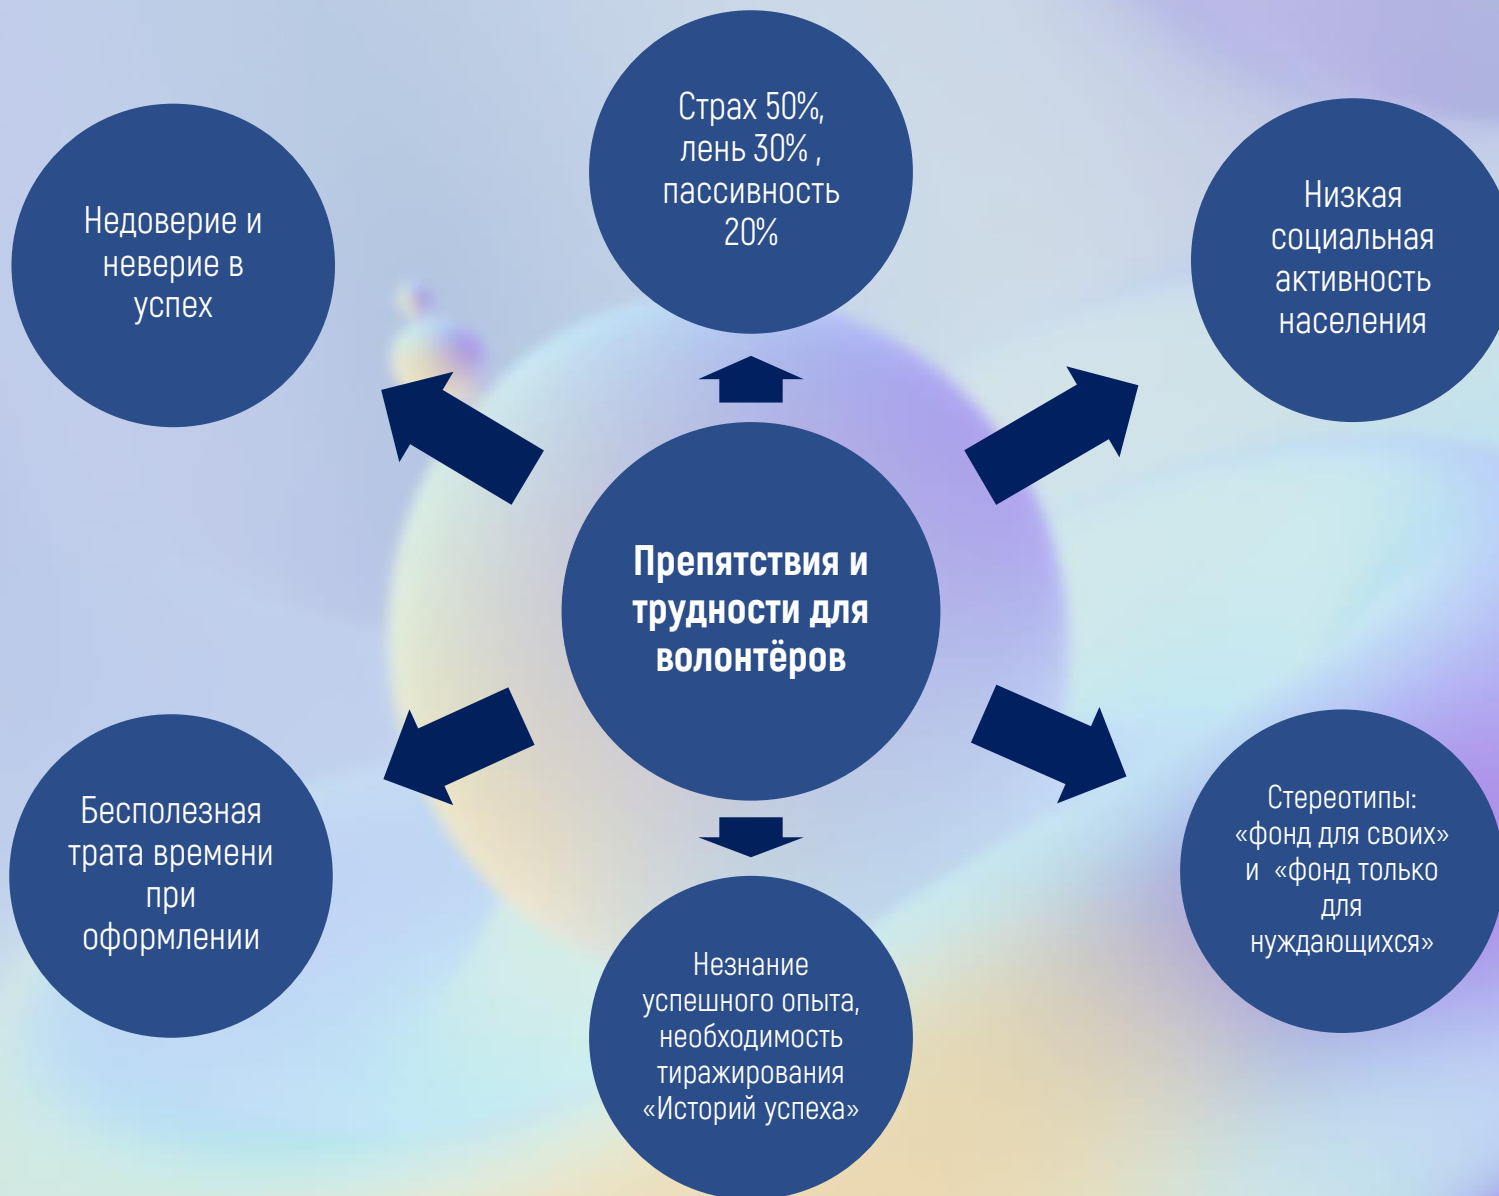 Страх 50%,
лень 30% ,
пассивность
20%
Недоверие и
неверие в
успех
Низкая
социальная
активность
населения
Препятствия и
трудности для
волонтёров
Бесполезная
трата времени
при
оформлении
Стереотипы:
«фонд для своих»
и «фонд только
для
нуждающихся»
Незнание
успешного опыта,
необходимость
тиражирования
«Историй успеха»